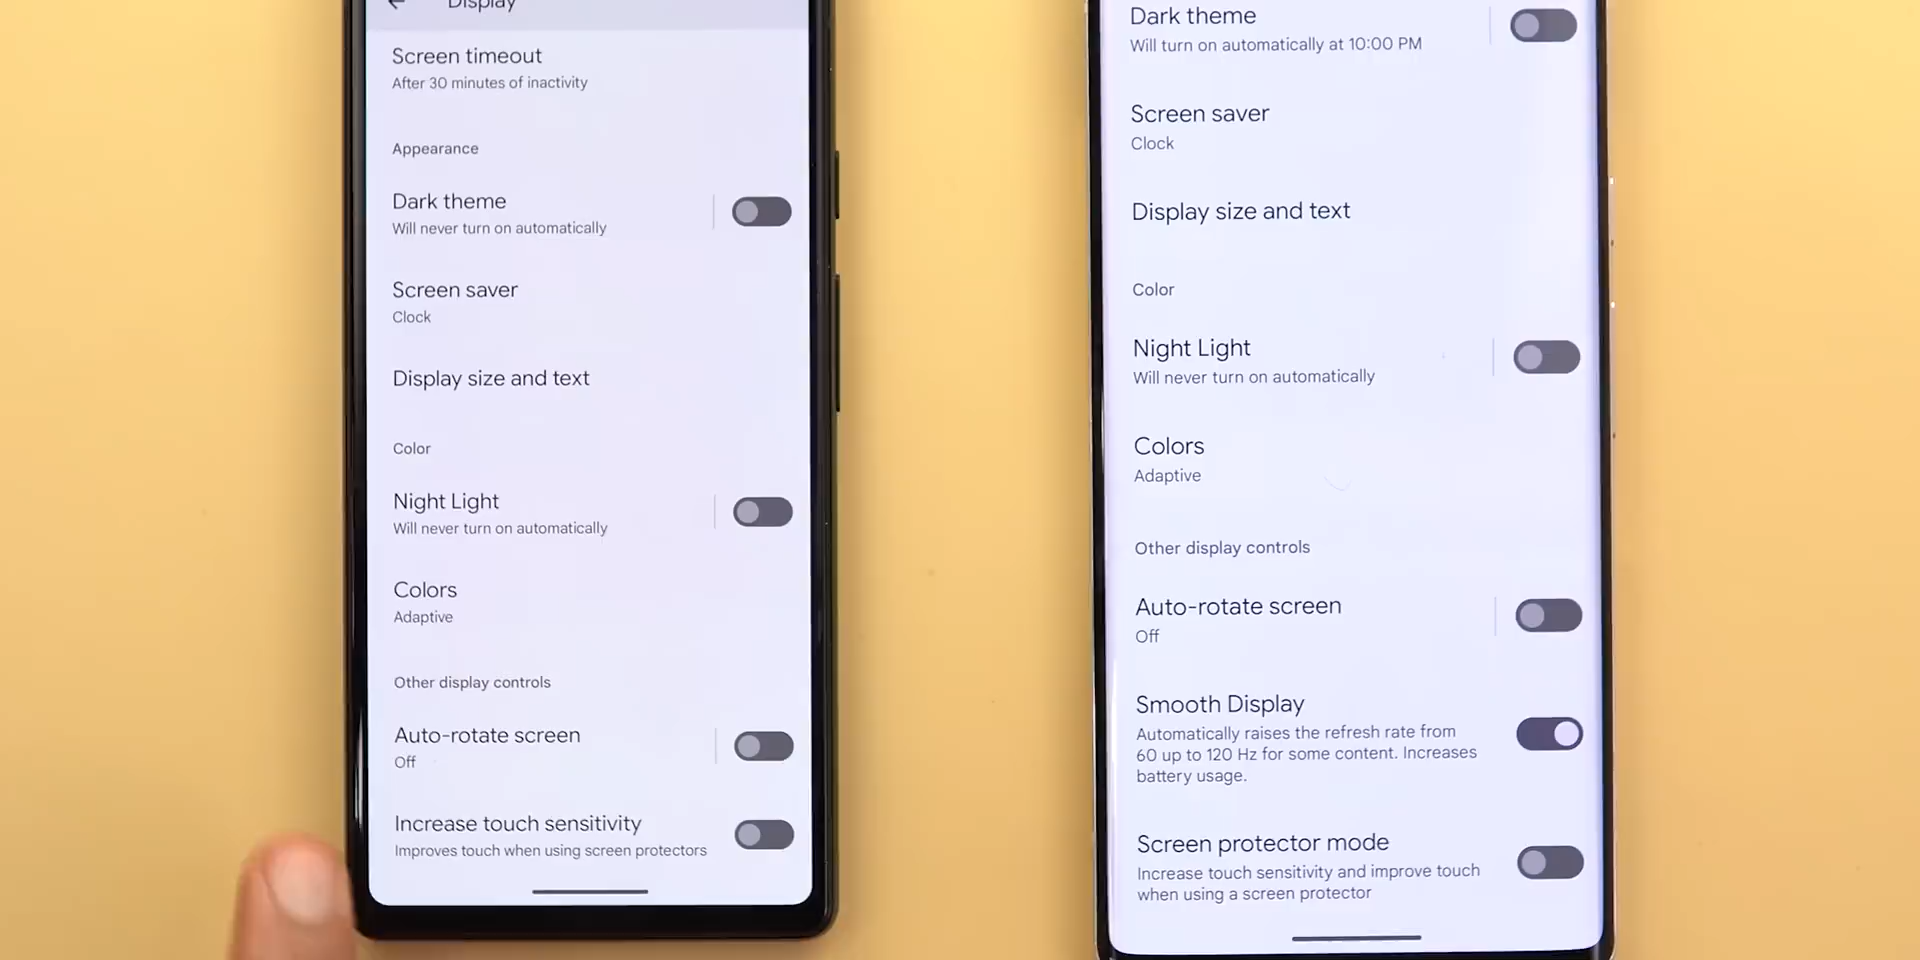 Display
Screen timeout
After 30 minutes of inactivity
Appearance
Dark theme
Will never turn on automatically
Screen saver
Clock
Display size and text
Color
Night Light
Will never turn on automatically
Colors
Adaptive
Other display controls
Auto-rotate screen
Off
Increase touch sensitivity
Improves touch when using screen protectors
Dark theme
Will turn on automatically at 10:00 PM
Screen saver
Clock
Display size and text
Color
Night Light
Will never turn on automatically
Colors
Adaptive
Other display controls
Auto-rotate screen
Off
Smooth Display
Automatically raises the refresh rate from
60 up to 120 Hz for some content. Increases
battery usage.
Screen protector mode
Increase touch sensitivity and improve touch
when using a screen protector